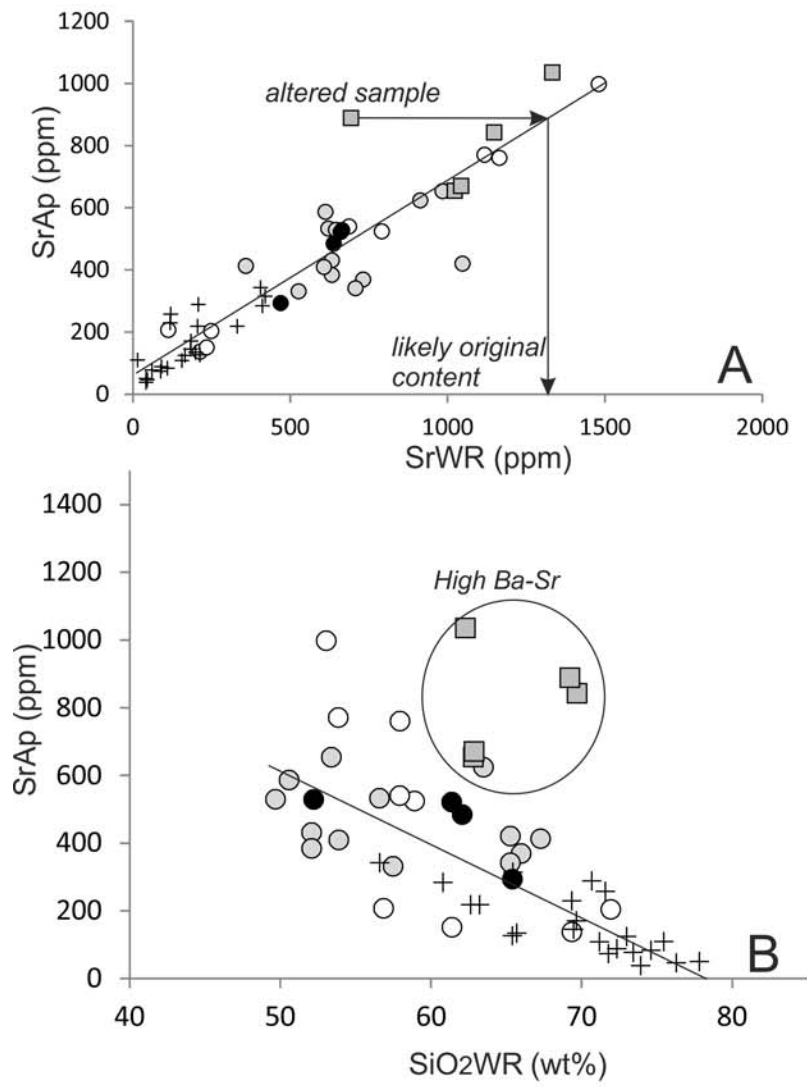 1200
1000
800
600
400
200
0
SrAp (ppm)
altered sample
likely original
content
A
0
500
1000
1500
2000
SrWR (ppm)
1400
1200
1000
800
600
400
200
0
SrAp (ppm)
High Ba-Sr
B
40
50
60
70
80
SiO2WR (wt%)